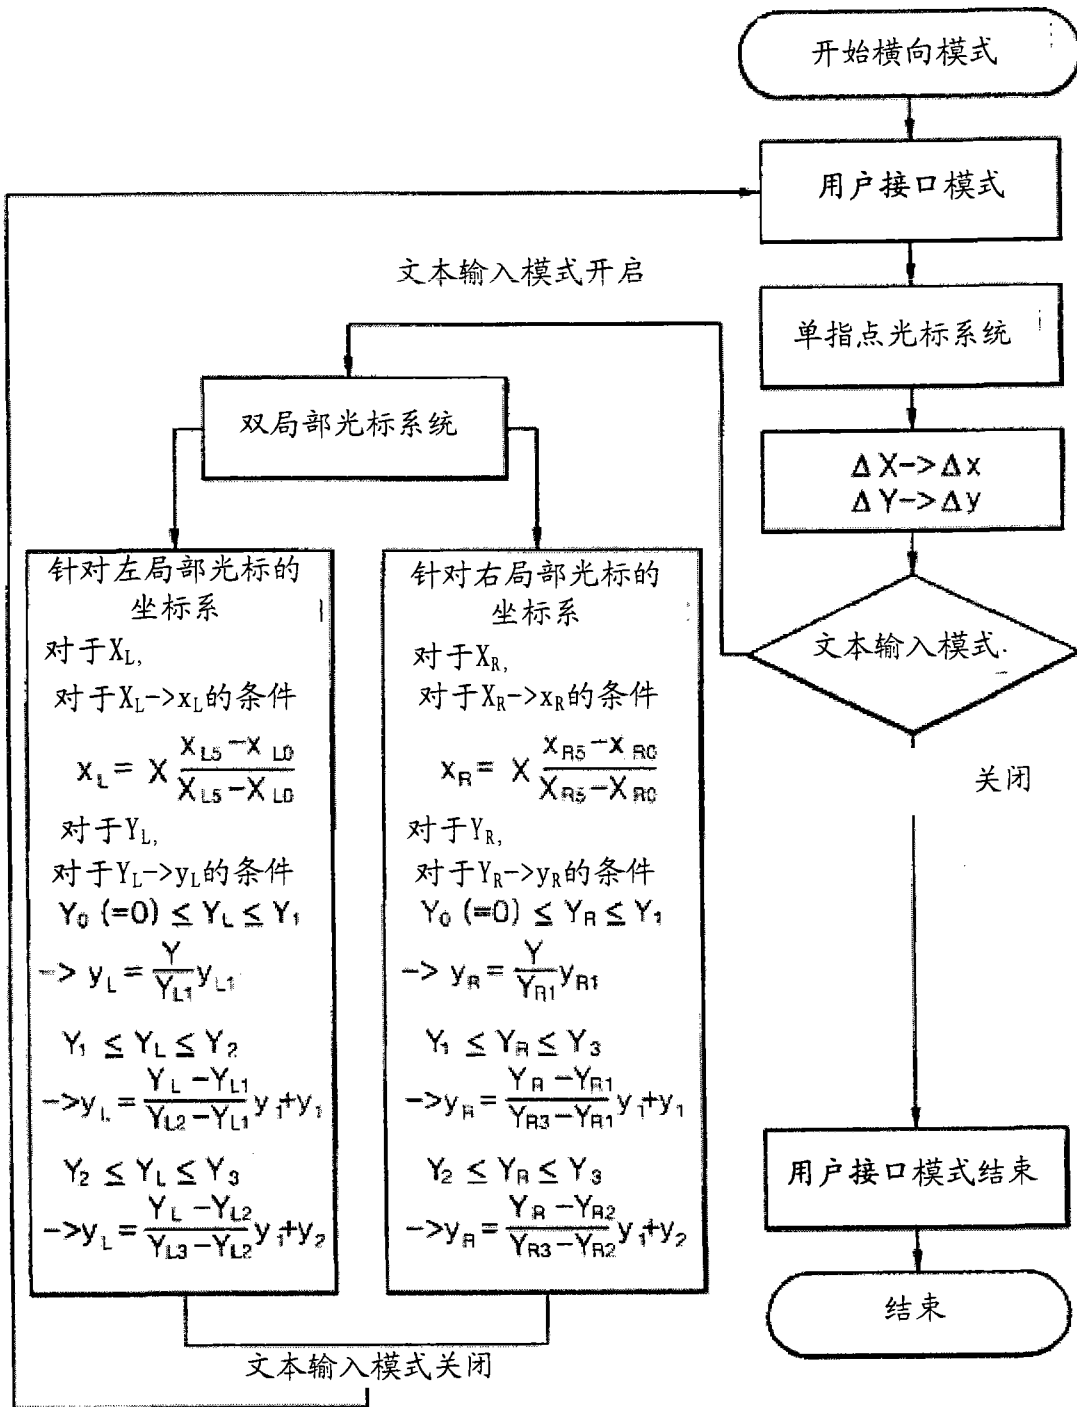 开始横向模式
用户接口模式
文本输入模式开启
单指点光标系统
双局部光标系统
ΔX->Δx
ΔY->Δy
文本输入模式
关闭
针对左局部光标的
坐标系
对于X_L,
对于X_L->x_L的条件
x_L = X (x_L5-x_L0)/(X_L5-X_L0)
对于Y_L,
对于Y_L->y_L的条件
Y_0 (=0) ≤ Y_L ≤ Y_1
-> y_L = Y/Y_L1 y_L1
Y_1 ≤ Y_L ≤ Y_2
->y_L = (Y_L-Y_L1)/(Y_L2-Y_L1) y_1+y_1
Y_2 ≤ Y_L ≤ Y_3
->y_L = (Y_L-Y_L2)/(Y_L3-Y_L2) y_1+y_2
针对右局部光标的
坐标系
对于X_R,
对于X_R->x_R的条件
x_R = X (x_R5-x_R0)/(X_R5-X_R0)
对于Y_R,
对于Y_R->y_R的条件
Y_0 (=0) ≤ Y_R ≤ Y_1
-> y_R = Y/Y_R1 y_R1
Y_1 ≤ Y_R ≤ Y_3
->y_R = (Y_R-Y_R1)/(Y_R3-Y_R1) y_1+y_1
Y_2 ≤ Y_R ≤ Y_3
->y_R = (Y_R-Y_R2)/(Y_R3-Y_R2) y_1+y_2
文本输入模式关闭
用户接口模式结束
结束